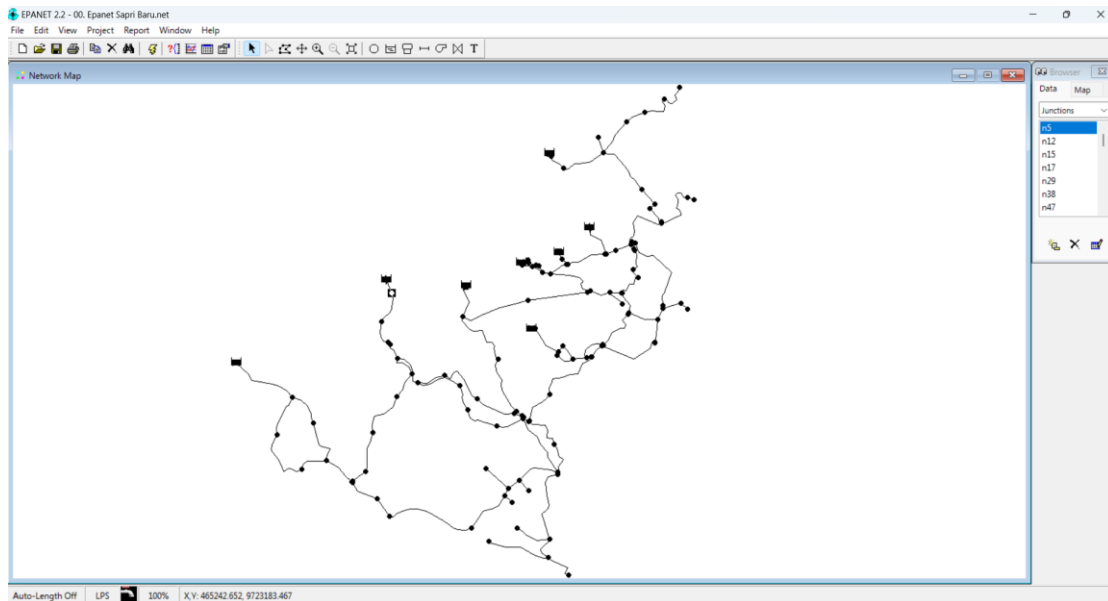 EPANET 2.2 - 00. Epanet Sapri Baru.net
File Edit View Project Report Window Help
T
Network Map
Browser
Data Map
Junctions
n5
n12
n15
n17
n29
n38
n47
Auto-Length Off LPS 100% X,Y: 465242.652, 9723183.467